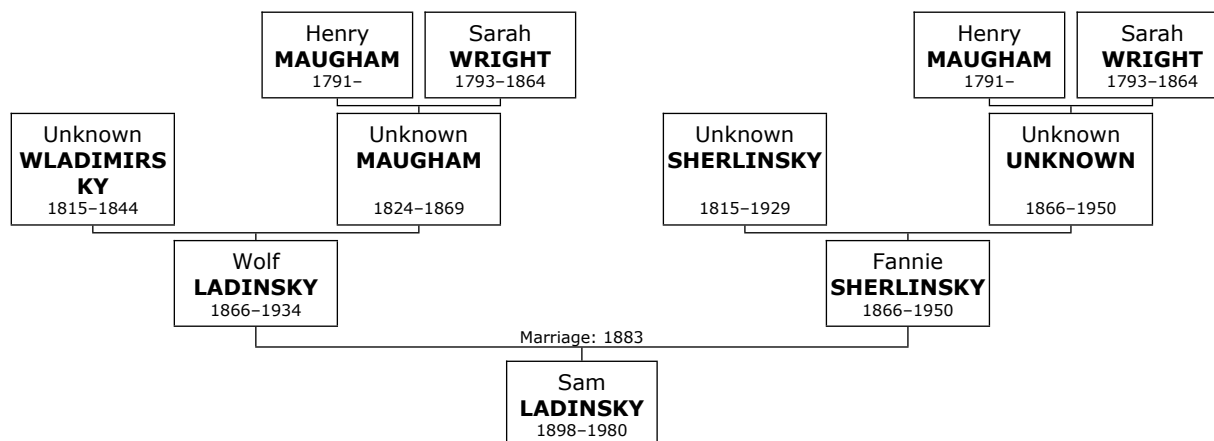 Henry
MAUGHAM
1791–
Sarah
WRIGHT
1793–1864
Henry
MAUGHAM
1791–
Sarah
WRIGHT
1793–1864
Unknown
WLADIMIRS
KY
1815–1844
Unknown
MAUGHAM
1824–1869
Unknown
SHERLINSKY
1815–1929
Unknown
UNKNOWN
1866–1950
Wolf
LADINSKY
1866–1934
Fannie
SHERLINSKY
1866–1950
Marriage: 1883
Sam
LADINSKY
1898–1980